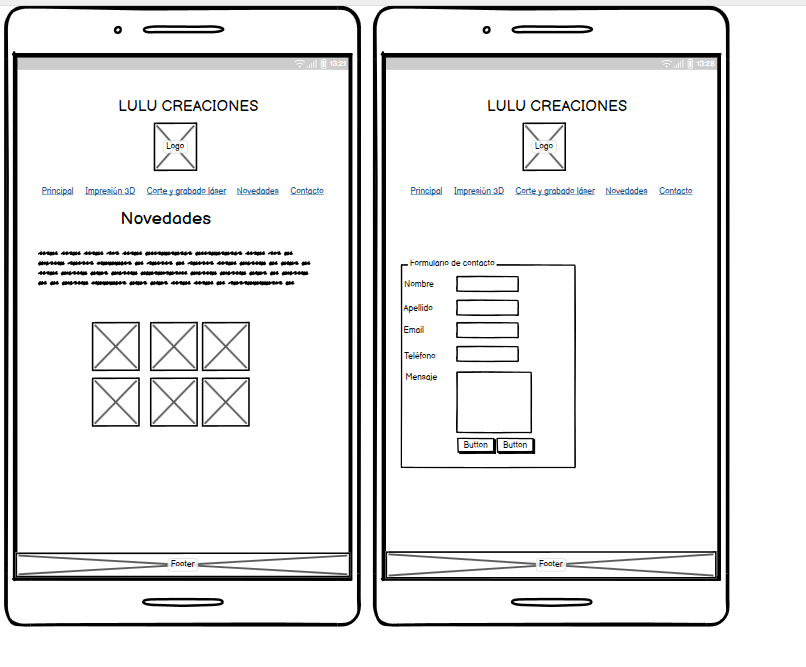 13:21
LULU CREACIONES
Logo
Principal Impresión 3D Corte y grabado láser Novedades Contacto
Novedades
Footer
13:28
LULU CREACIONES
Logo
Principal Impresión 3D Corte y grabado láser Novedades Contacto
Formulario de contacto
Nombre
Apellido
Email
Teléfono
Mensaje
Button Button
Footer